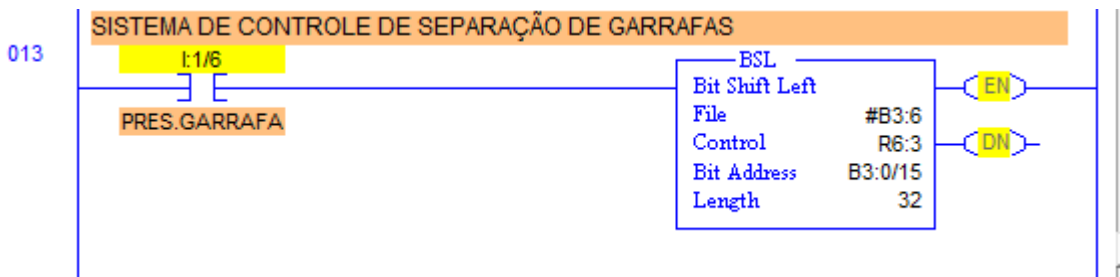 SISTEMA DE CONTROLE DE SEPARAÇÃO DE GARRAFAS
013
I:1/6
PRES.GARRAFA
BSL
Bit Shift Left
File #B3:6
Control R6:3
Bit Address B3:0/15
Length 32
EN
DN